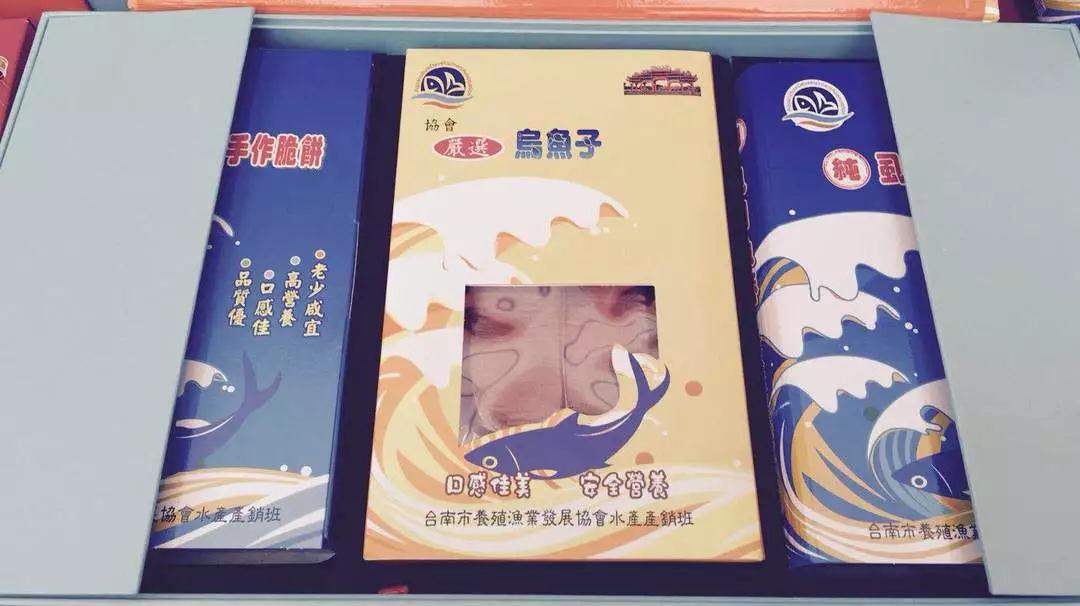 手作脆餅
老少咸宜
高營養
口感佳
品質優
協會水產產銷班
協會
嚴選 烏魚子
口感佳美 安全營養
台南市養殖漁業發展協會水產產銷班
純 虱
台南市養殖漁業